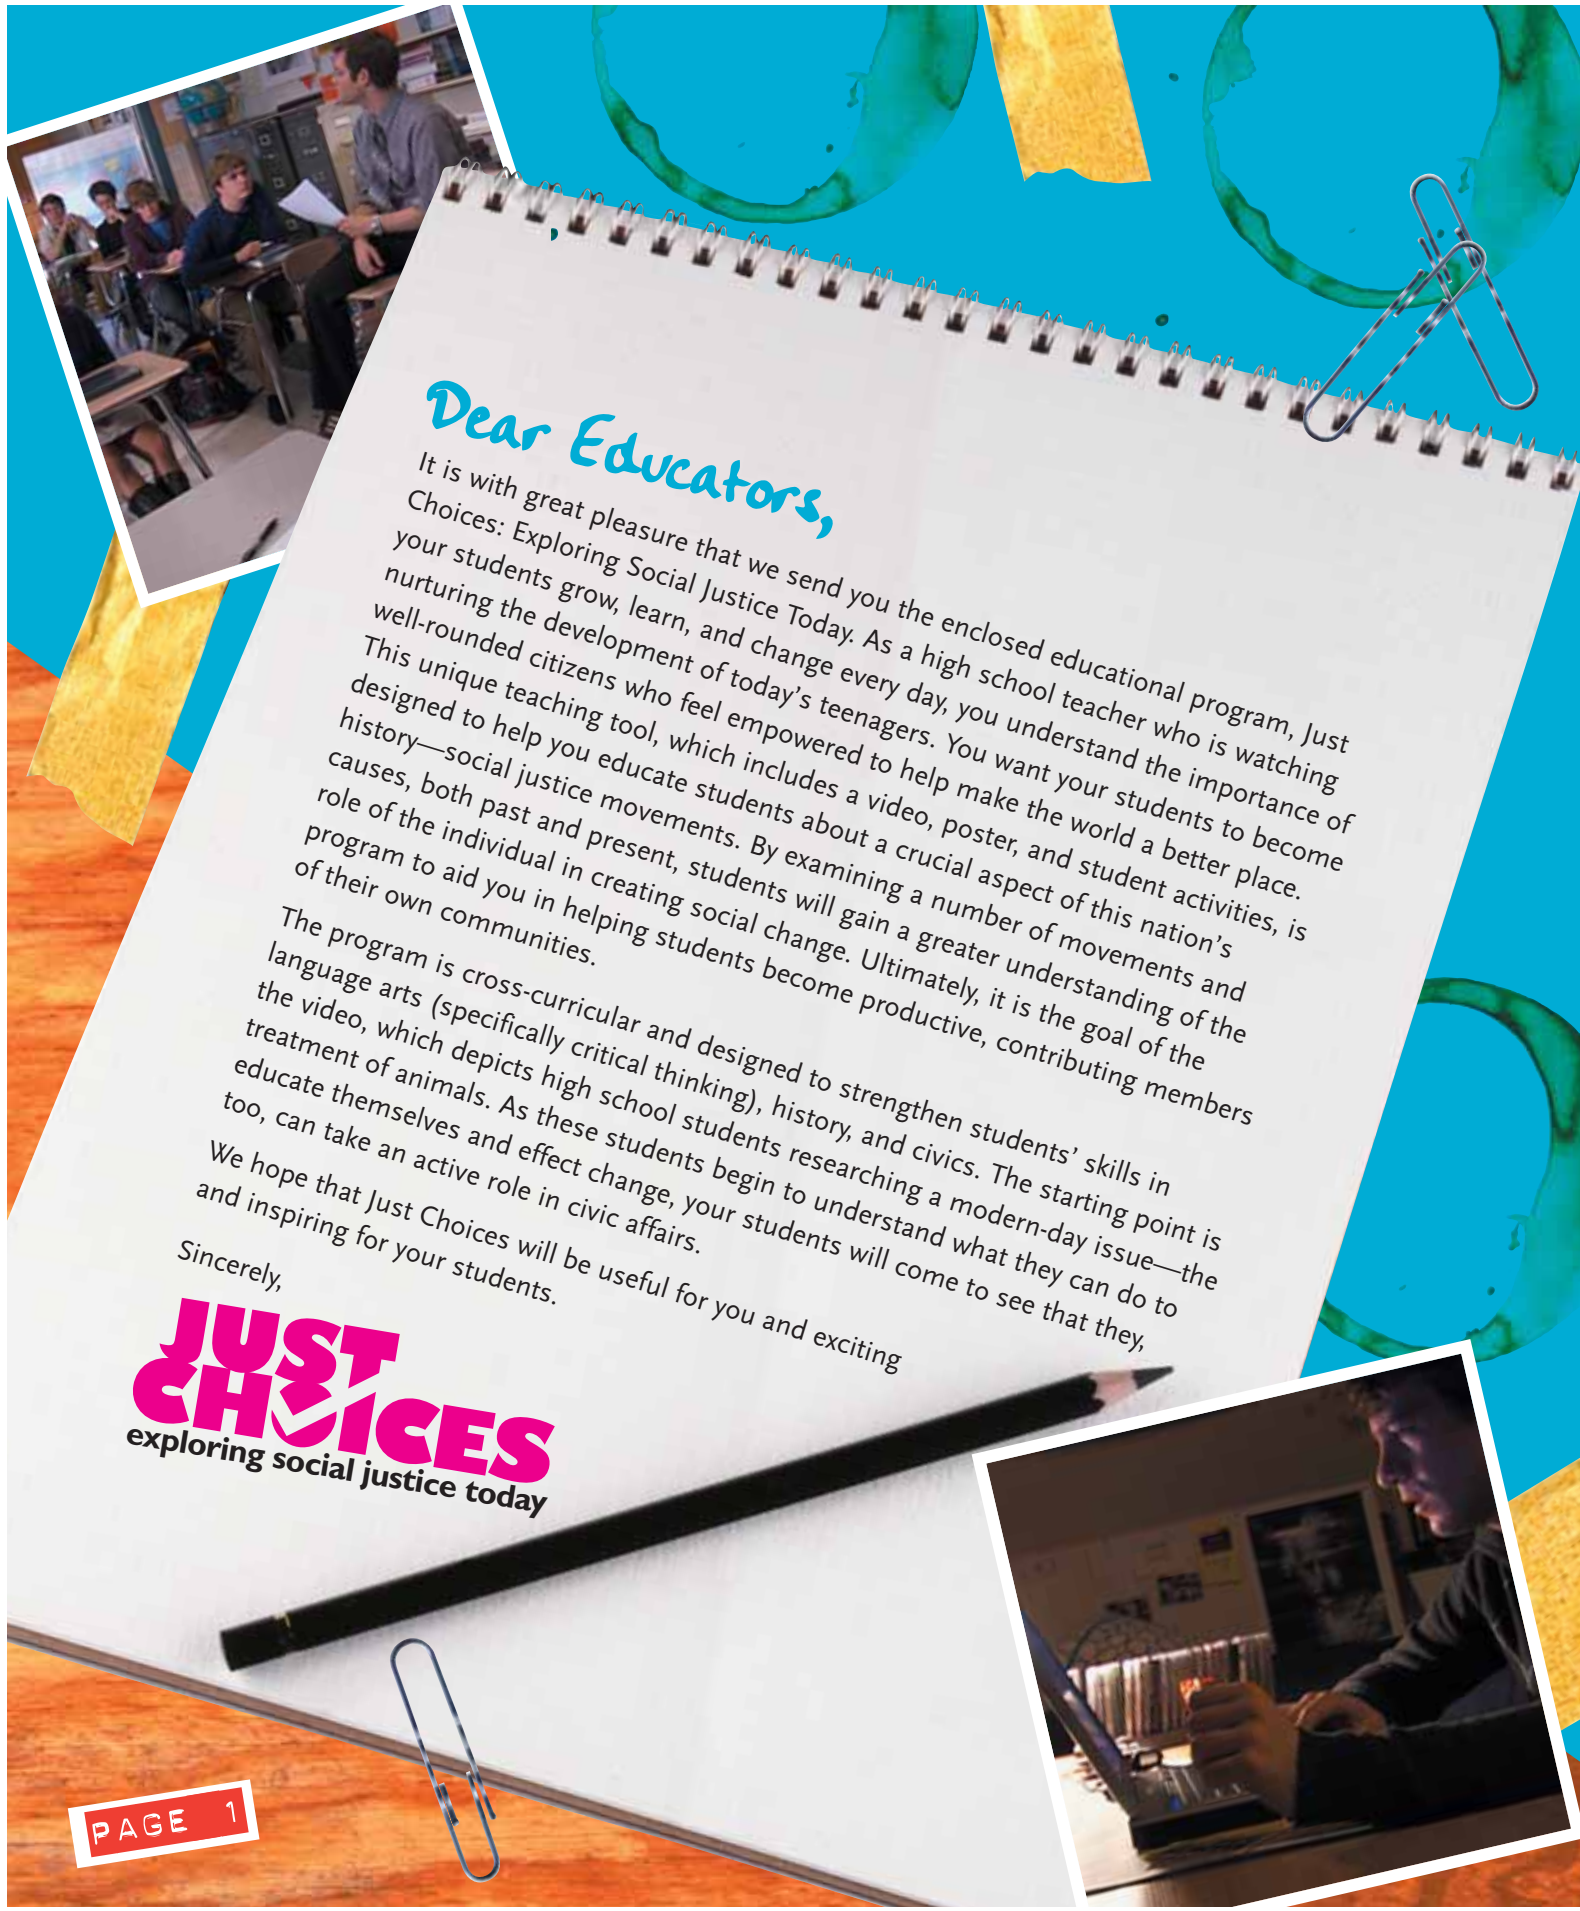 Dear Educators,
It is with great pleasure that we send you the enclosed educational program, Just
Choices: Exploring Social Justice Today. As a high school teacher who is watching
your students grow, learn, and change every day, you understand the importance of
nurturing the development of today's teenagers. You want your students to become
well-rounded citizens who feel empowered to help make the world a better place.
This unique teaching tool, which includes a video, poster, and student activities, is
designed to help you educate students about a crucial aspect of this nation's
history—social justice movements. By examining a number of movements and
causes, both past and present, students will gain a greater understanding of the
role of the individual in creating social change. Ultimately, it is the goal of the
program to aid you in helping students become productive, contributing members
of their own communities.
The program is cross-curricular and designed to strengthen students' skills in
language arts (specifically critical thinking), history, and civics. The starting point is
the video, which depicts high school students researching a modern-day issue—the
treatment of animals. As these students begin to understand what they can do to
educate themselves and effect change, your students will come to see that they,
too, can take an active role in civic affairs.
We hope that Just Choices will be useful for you and exciting
and inspiring for your students.
Sincerely,
JUST
CHOICES
exploring social justice today
PAGE 1